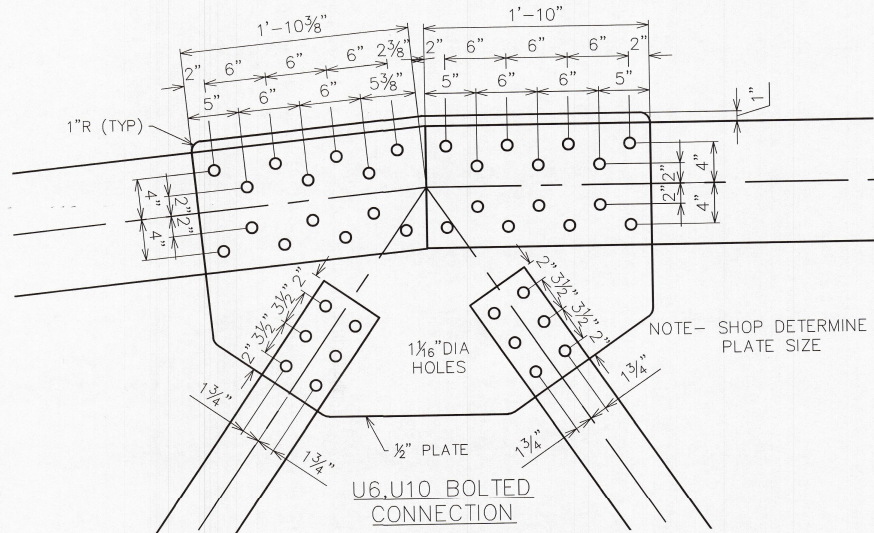 1'-10⅜"
1'-10"
2" 6" 6" 6" 2⅜"
2" 6" 6" 6" 2"
5" 6" 6" 5⅜"
5" 6" 6" 5"
1"
1"R (TYP)
4" 2" 2" 4"
2" 2" 4" 4"
2" 3½" 3½" 2"
2" 3½" 3½" 2"
1¾"
1¾"
1¾"
1¾"
1 1/16"DIA
HOLES
NOTE- SHOP DETERMINE
PLATE SIZE
½" PLATE
U6,U10 BOLTED
CONNECTION